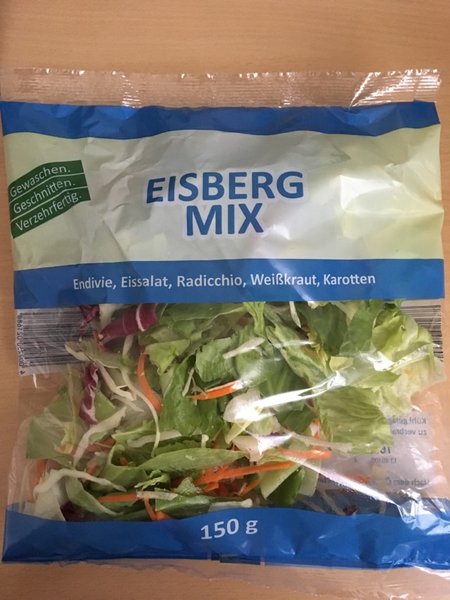 Gewaschen.
Geschnitten.
Verzehrfertig.
EISBERG
MIX
Endivie, Eissalat, Radicchio, Weißkraut, Karotten
150 g